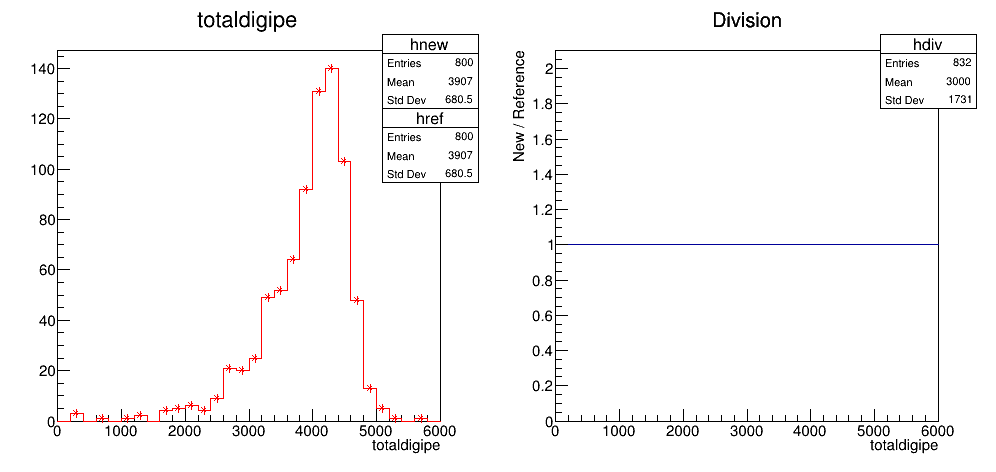 totaldigipe
hnew
Entries 800
Mean 3907
Std Dev 680.5
href
Entries 800
Mean 3907
Std Dev 680.5
140
120
100
80
60
40
20
0
0 1000 2000 3000 4000 5000 6000
totaldigipe
Division
hdiv
Entries 832
Mean 3000
Std Dev 1731
New / Reference
2
1.8
1.6
1.4
1.2
1
0.8
0.6
0.4
0.2
0
0 1000 2000 3000 4000 5000 6000
totaldigipe